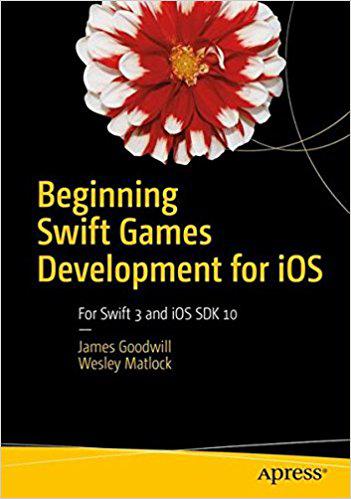 Beginning
Swift Games
Development for iOS
For Swift 3 and iOS SDK 10
James Goodwill
Wesley Matlock
Apress®